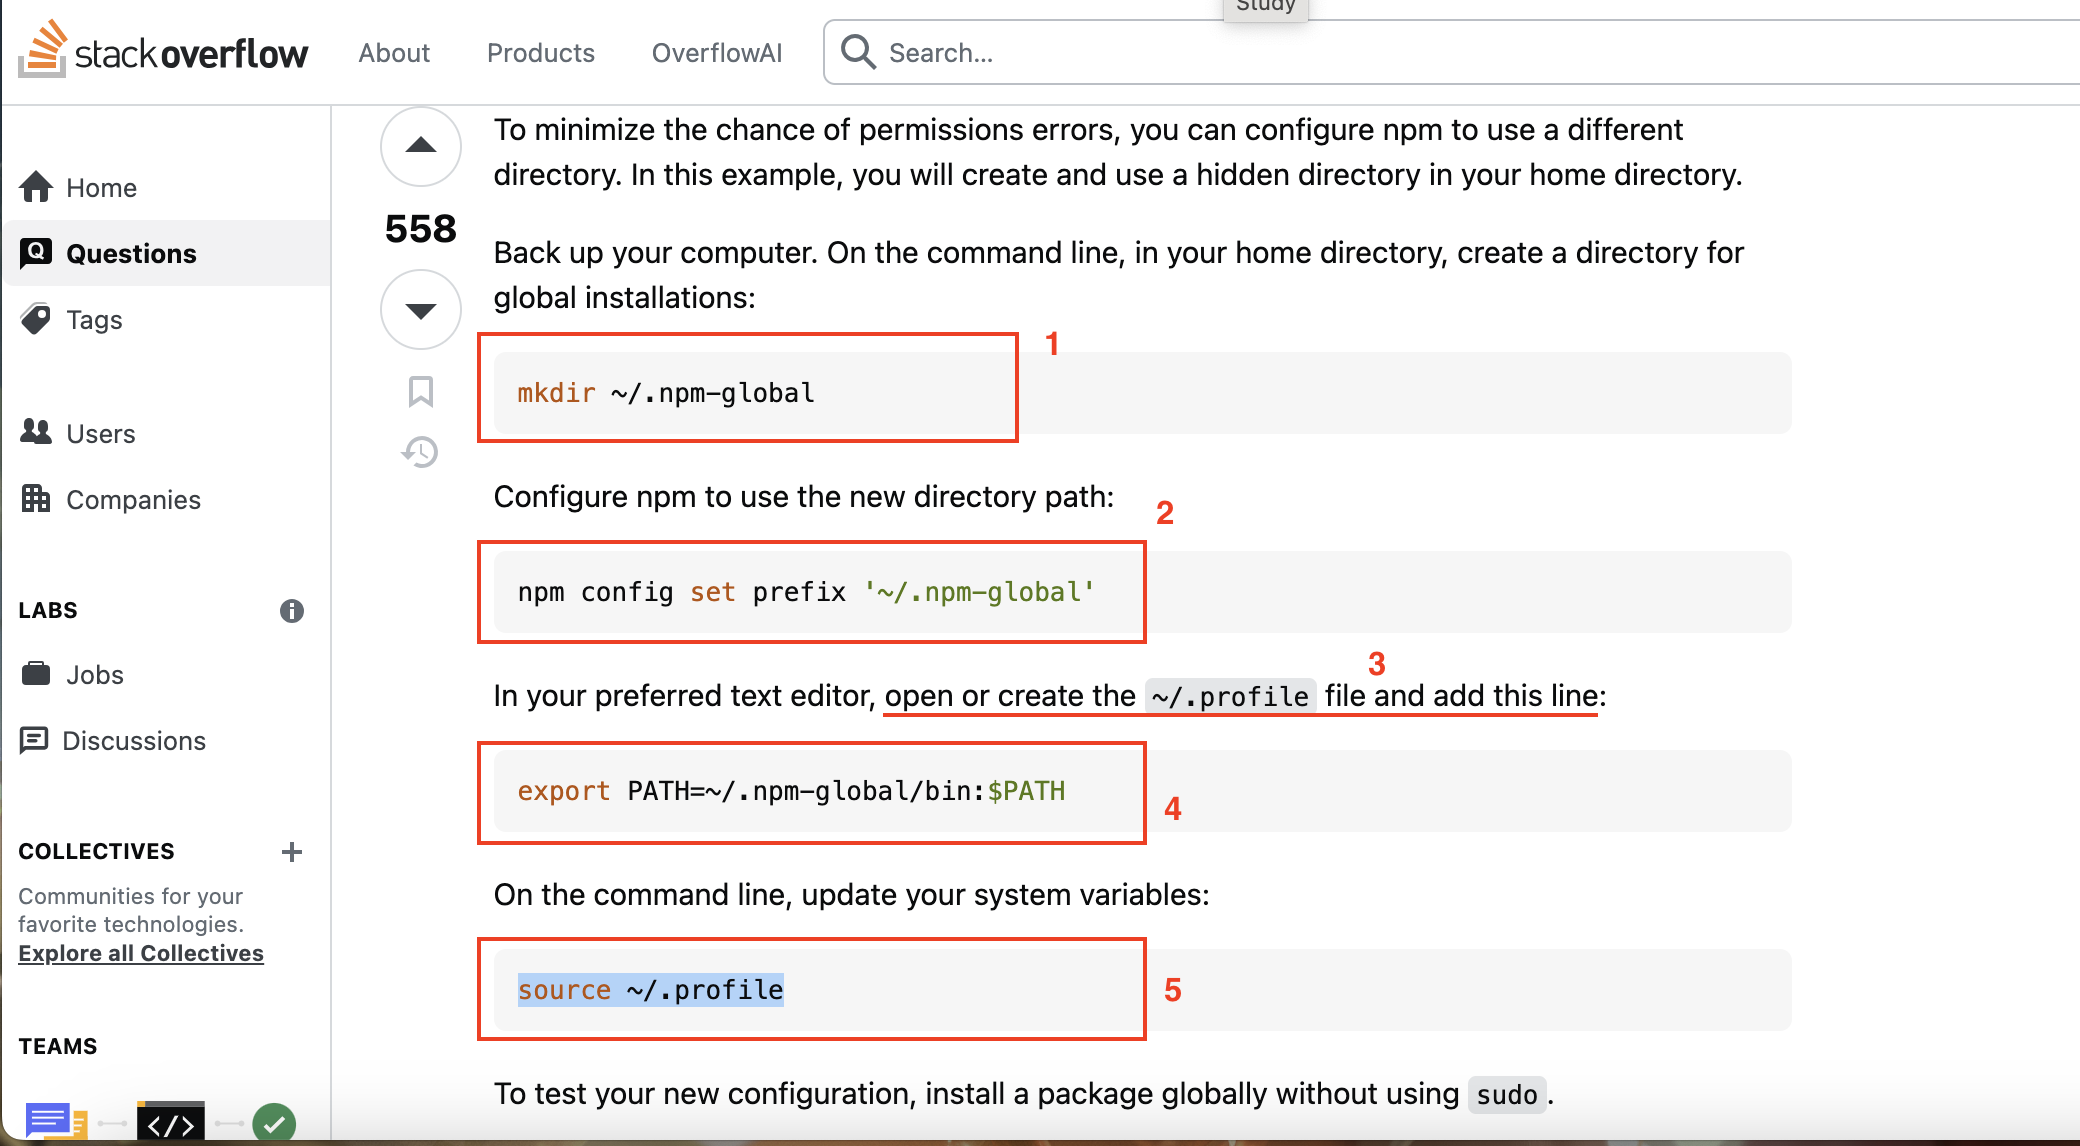 Study
stackoverflow
About
Products
OverflowAI
Search...
Home
Questions
Tags
Users
Companies
LABS
Jobs
Discussions
COLLECTIVES
Communities for your
favorite technologies.
Explore all Collectives
TEAMS
</>
To minimize the chance of permissions errors, you can configure npm to use a different
directory. In this example, you will create and use a hidden directory in your home directory.
558
Back up your computer. On the command line, in your home directory, create a directory for
global installations:
1
mkdir ~/.npm-global
Configure npm to use the new directory path:
2
npm config set prefix '~/.npm-global'
3
In your preferred text editor, open or create the ~/.profile file and add this line:
export PATH=~/.npm-global/bin:$PATH
4
On the command line, update your system variables:
source ~/.profile
5
To test your new configuration, install a package globally without using sudo.